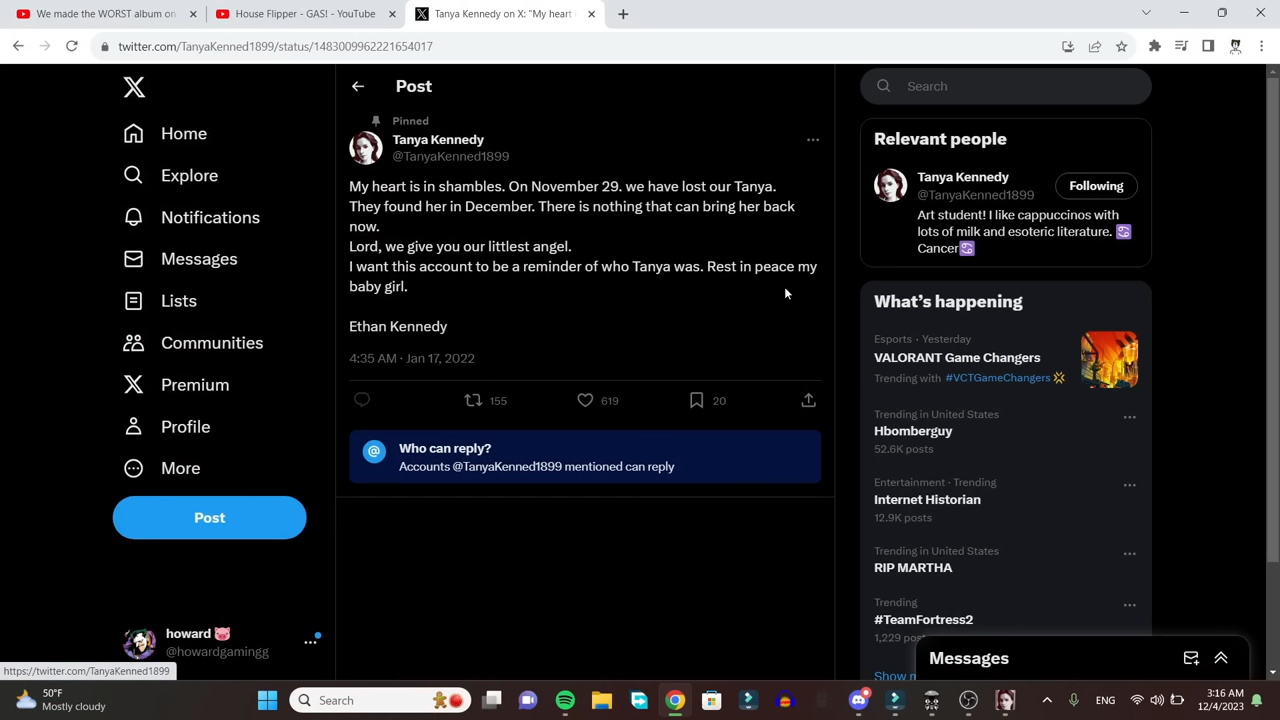 We made the WORST album on
House Flipper - GAS! - YouTube
Tanya Kennedy on X: "My heart i
twitter.com/TanyaKenned1899/status/1483009962221654017
Home
Explore
Notifications
Messages
Lists
Communities
Premium
Profile
More
Post
howard 🐷
@howardgamingg
https://twitter.com/TanyaKenned1899
Post
Pinned
Tanya Kennedy
@TanyaKenned1899
My heart is in shambles. On November 29. we have lost our Tanya.
They found her in December. There is nothing that can bring her back
now.
Lord, we give you our littlest angel.
I want this account to be a reminder of who Tanya was. Rest in peace my
baby girl.
Ethan Kennedy
4:35 AM · Jan 17, 2022
155
619
20
Who can reply?
Accounts @TanyaKenned1899 mentioned can reply
Search
Relevant people
Tanya Kennedy
@TanyaKenned1899
Following
Art student! I like cappuccinos with
lots of milk and esoteric literature. ♋
Cancer♋
What's happening
Esports · Yesterday
VALORANT Game Changers
Trending with #VCTGameChangers
Trending in United States
Hbomberguy
52.6K posts
Entertainment · Trending
Internet Historian
12.9K posts
Trending in United States
RIP MARTHA
Trending
#TeamFortress2
1,229 pos
Show m
Messages
50°F
Mostly cloudy
Search
ENG
3:16 AM
12/4/2023